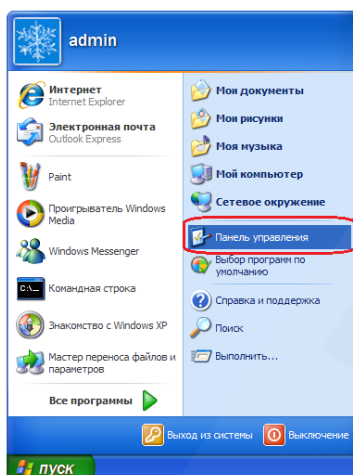 admin
Интернет
Internet Explorer
Электронная почта
Outlook Express
Paint
Проигрыватель Windows
Media
Windows Messenger
Командная строка
Знакомство с Windows XP
Мастер переноса файлов и
параметров
Все программы
Мои документы
Мои рисунки
Моя музыка
Мой компьютер
Сетевое окружение
Панель управления
Выбор программ по
умолчанию
Справка и поддержка
Поиск
Выполнить...
Выход из системы
Выключение
пуск